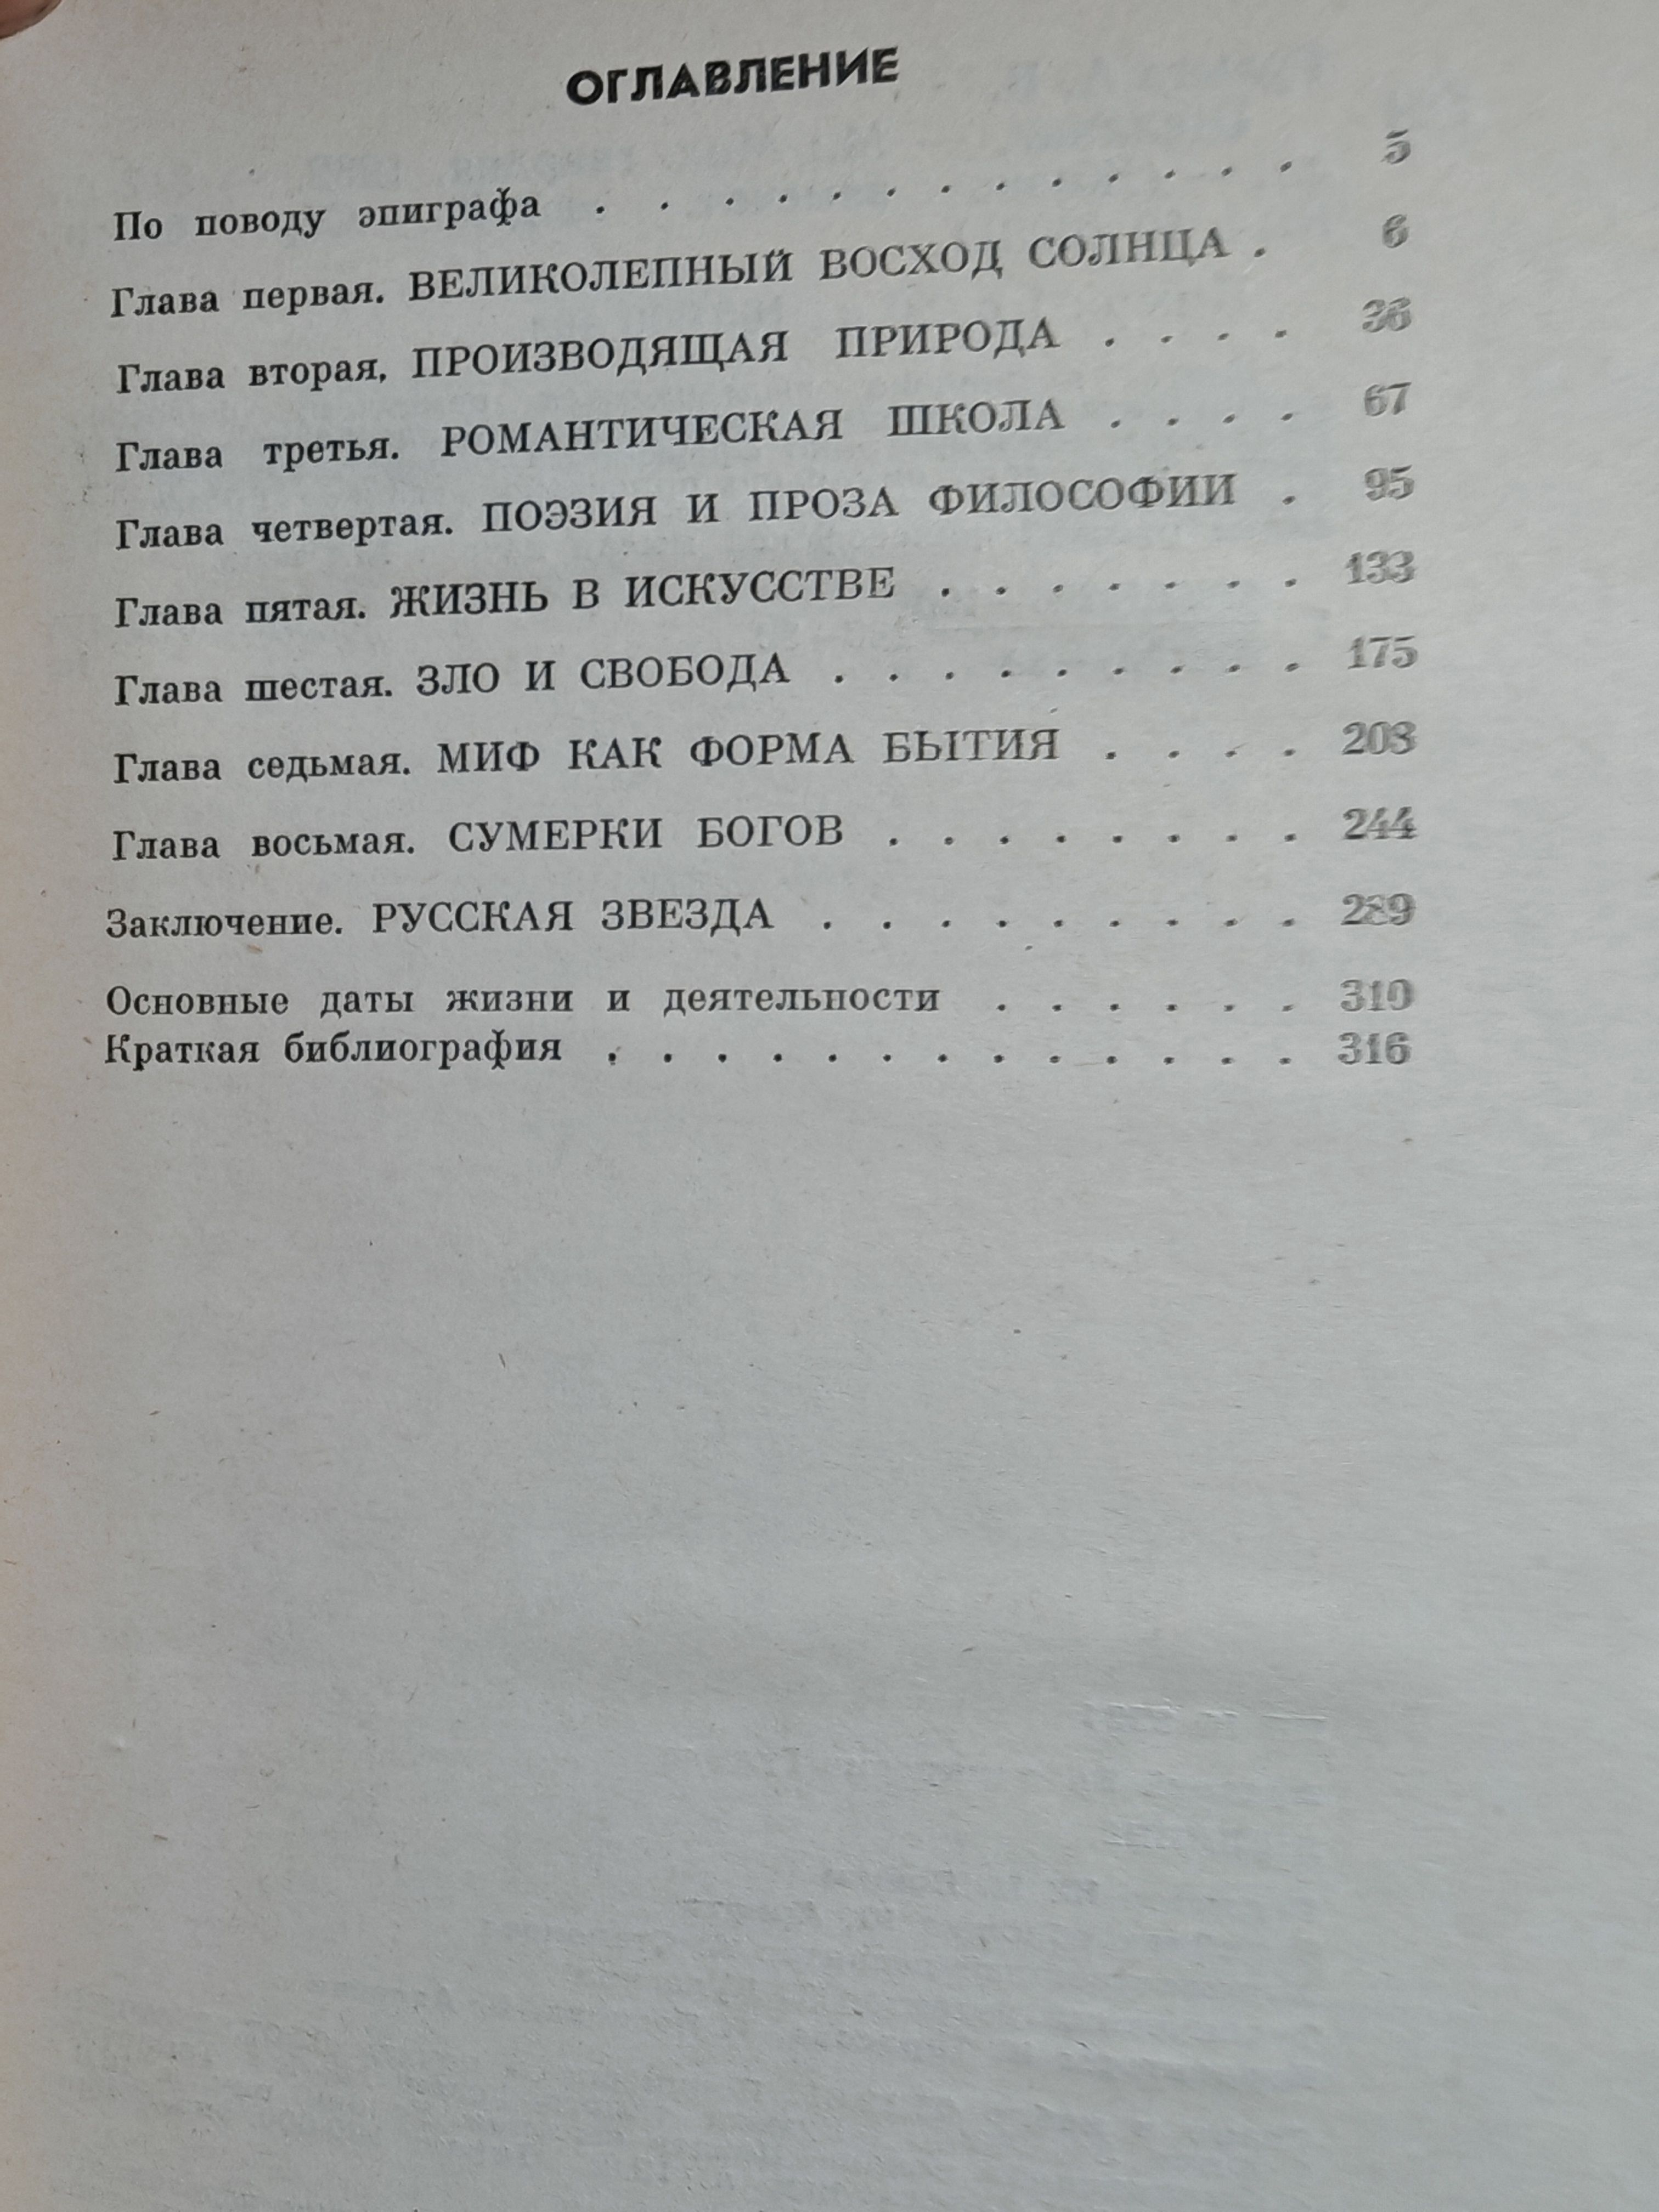 ОГЛАВЛЕНИЕ
По поводу эпиграфа . . . . . . . . . . . . 5
Глава первая. ВЕЛИКОЛЕПНЫЙ ВОСХОД СОЛНЦА . 6
Глава вторая. ПРОИЗВОДЯЩАЯ ПРИРОДА . . . . 36
Глава третья. РОМАНТИЧЕСКАЯ ШКОЛА . . . . 67
Глава четвертая. ПОЭЗИЯ И ПРОЗА ФИЛОСОФИИ . 95
Глава пятая. ЖИЗНЬ В ИСКУССТВЕ . . . . . . . 133
Глава шестая. ЗЛО И СВОБОДА . . . . . . . . . 175
Глава седьмая. МИФ КАК ФОРМА БЫТИЯ . . . . 208
Глава восьмая. СУМЕРКИ БОГОВ . . . . . . . . 244
Заключение. РУССКАЯ ЗВЕЗДА . . . . . . . . . 289
Основные даты жизни и деятельности . . . . . . 310
Краткая библиография . . . . . . . . . . . . . 316